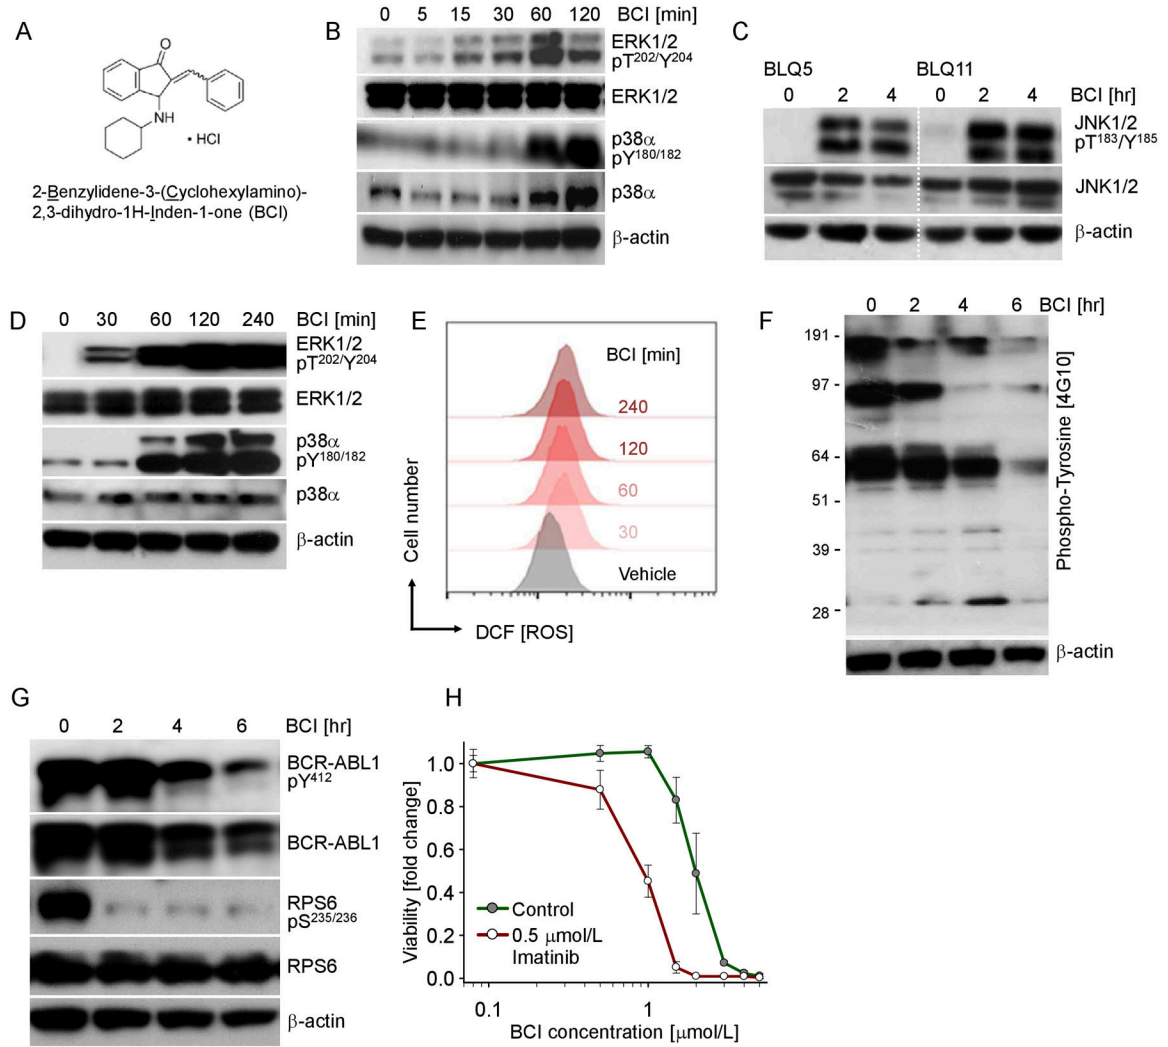 A
O
NH
• HCl
2-Benzylidene-3-(Cyclohexylamino)-
2,3-dihydro-1H-Inden-1-one (BCI)
B
0 5 15 30 60 120 BCI [min]
ERK1/2
pT202/Y204
ERK1/2
p38α
pY180/182
p38α
β-actin
C
BLQ5 BLQ11
0 2 4 0 2 4 BCI [hr]
JNK1/2
pT183/Y185
JNK1/2
β-actin
D
0 30 60 120 240 BCI [min]
ERK1/2
pT202/Y204
ERK1/2
p38α
pY180/182
p38α
β-actin
E
BCI [min]
240
120
60
30
Vehicle
Cell number
DCF [ROS]
F
0 2 4 6 BCI [hr]
191 -
97 -
64 -
51 -
39 -
28 -
Phospho-Tyrosine [4G10]
β-actin
G
0 2 4 6 BCI [hr]
BCR-ABL1
pY412
BCR-ABL1
RPS6
pS235/236
RPS6
β-actin
H
Viability [fold change]
1.0
0.8
0.6
0.4
0.2
0.0
Control
0.5 μmol/L
Imatinib
0.1 1
BCI concentration [μmol/L]